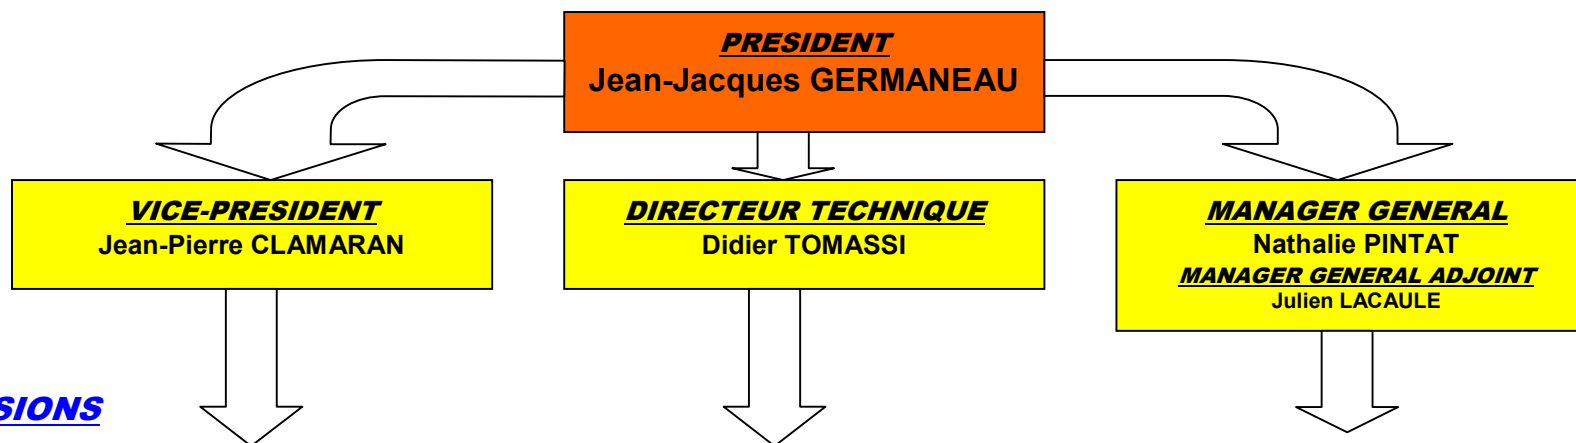 PRESIDENT
Jean-Jacques GERMANEAU
VICE-PRESIDENT
Jean-Pierre CLAMARAN
DIRECTEUR TECHNIQUE
Didier TOMASSI
MANAGER GENERAL
Nathalie PINTAT
MANAGER GENERAL ADJOINT
Julien LACAULE
SIONS